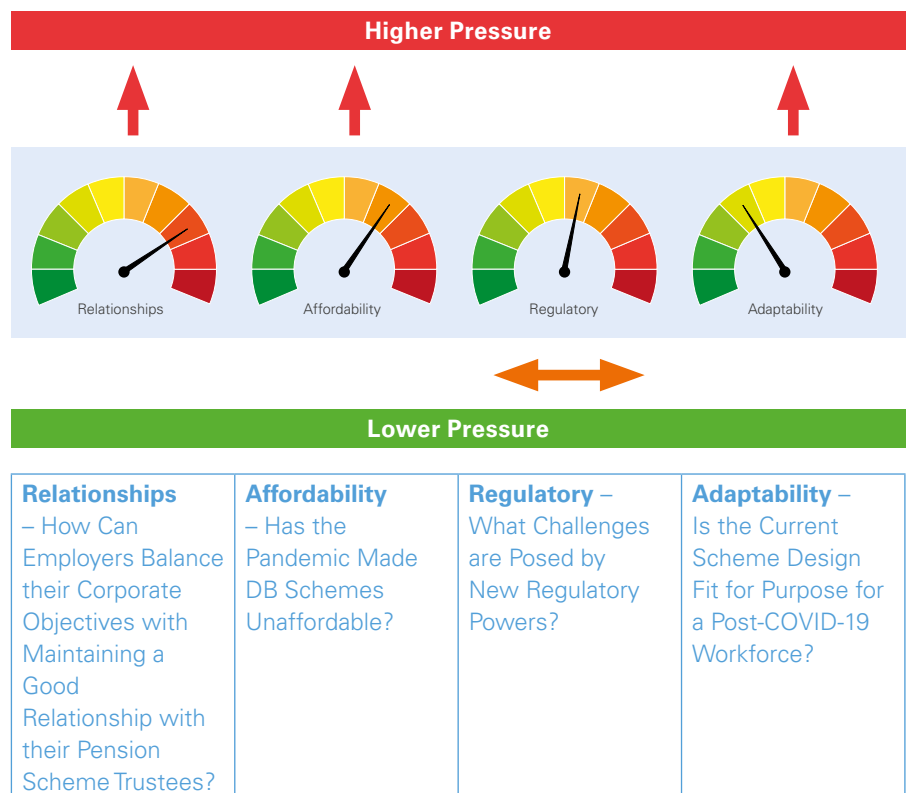 Higher Pressure
Relationships
Affordability
Regulatory
Adaptability
Lower Pressure
Relationships
– How Can
Employers Balance
their Corporate
Objectives with
Maintaining a
Good
Relationship with
their Pension
Scheme Trustees?
Affordability
– Has the
Pandemic Made
DB Schemes
Unaffordable?
Regulatory –
What Challenges
are Posed by
New Regulatory
Powers?
Adaptability –
Is the Current
Scheme Design
Fit for Purpose for
a Post-COVID-19
Workforce?